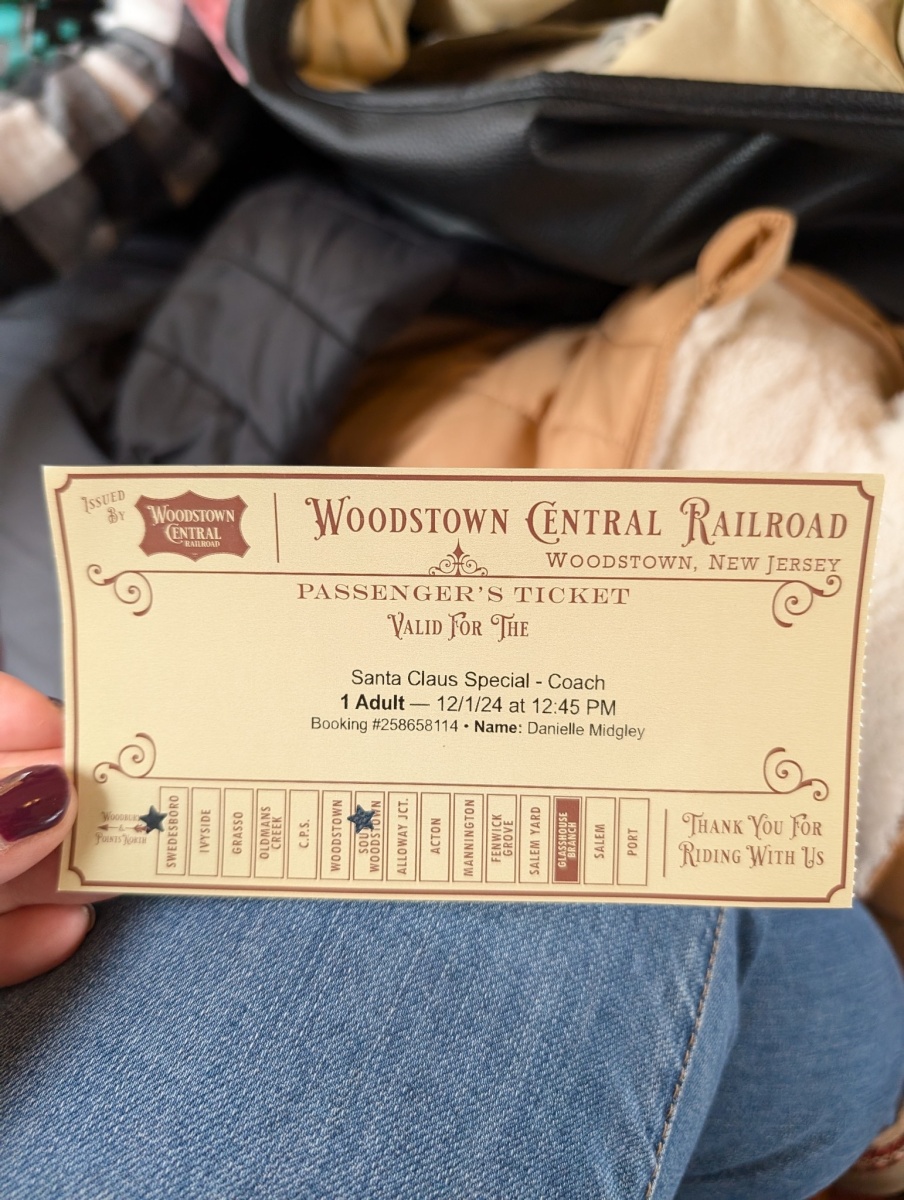 ISSUED
BY
WOODSTOWN
CENTRAL
RAILROAD
WOODSTOWN CENTRAL RAILROAD
WOODSTOWN, NEW JERSEY
PASSENGER'S TICKET
VALID FOR THE
Santa Claus Special - Coach
1 Adult — 12/1/24 at 12:45 PM
Booking #258658114 • Name: Danielle Midgley
&
POINTS NORTH
SWEDESBORO
IVYSIDE
GRASSO
OLDMANS
CREEK
C.P.S.
WOODSTOWN
WOODSTOWN
ALLOWAY JCT.
ACTON
MANNINGTON
FENWICK
GROVE
SALEM YARD
GLASSHOUSE
BRANCH
SALEM
PORT
THANK YOU FOR
RIDING WITH US